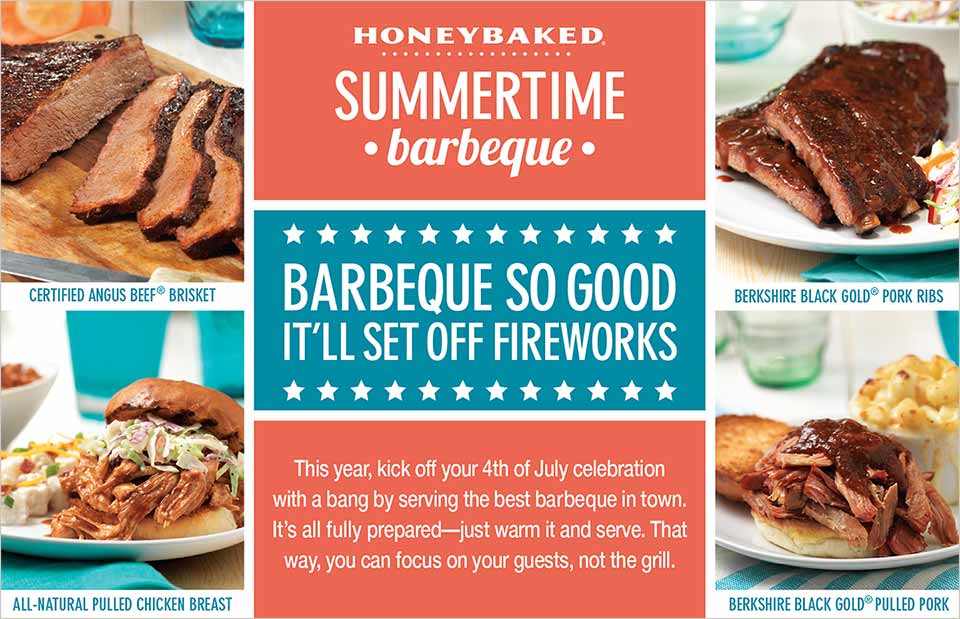 HONEYBAKED®
SUMMERTIME
• barbeque •
BARBEQUE SO GOOD
IT'LL SET OFF FIREWORKS
This year, kick off your 4th of July celebration
with a bang by serving the best barbeque in town.
It's all fully prepared—just warm it and serve. That
way, you can focus on your guests, not the grill.
CERTIFIED ANGUS BEEF® BRISKET
BERKSHIRE BLACK GOLD® PORK RIBS
ALL-NATURAL PULLED CHICKEN BREAST
BERKSHIRE BLACK GOLD® PULLED PORK